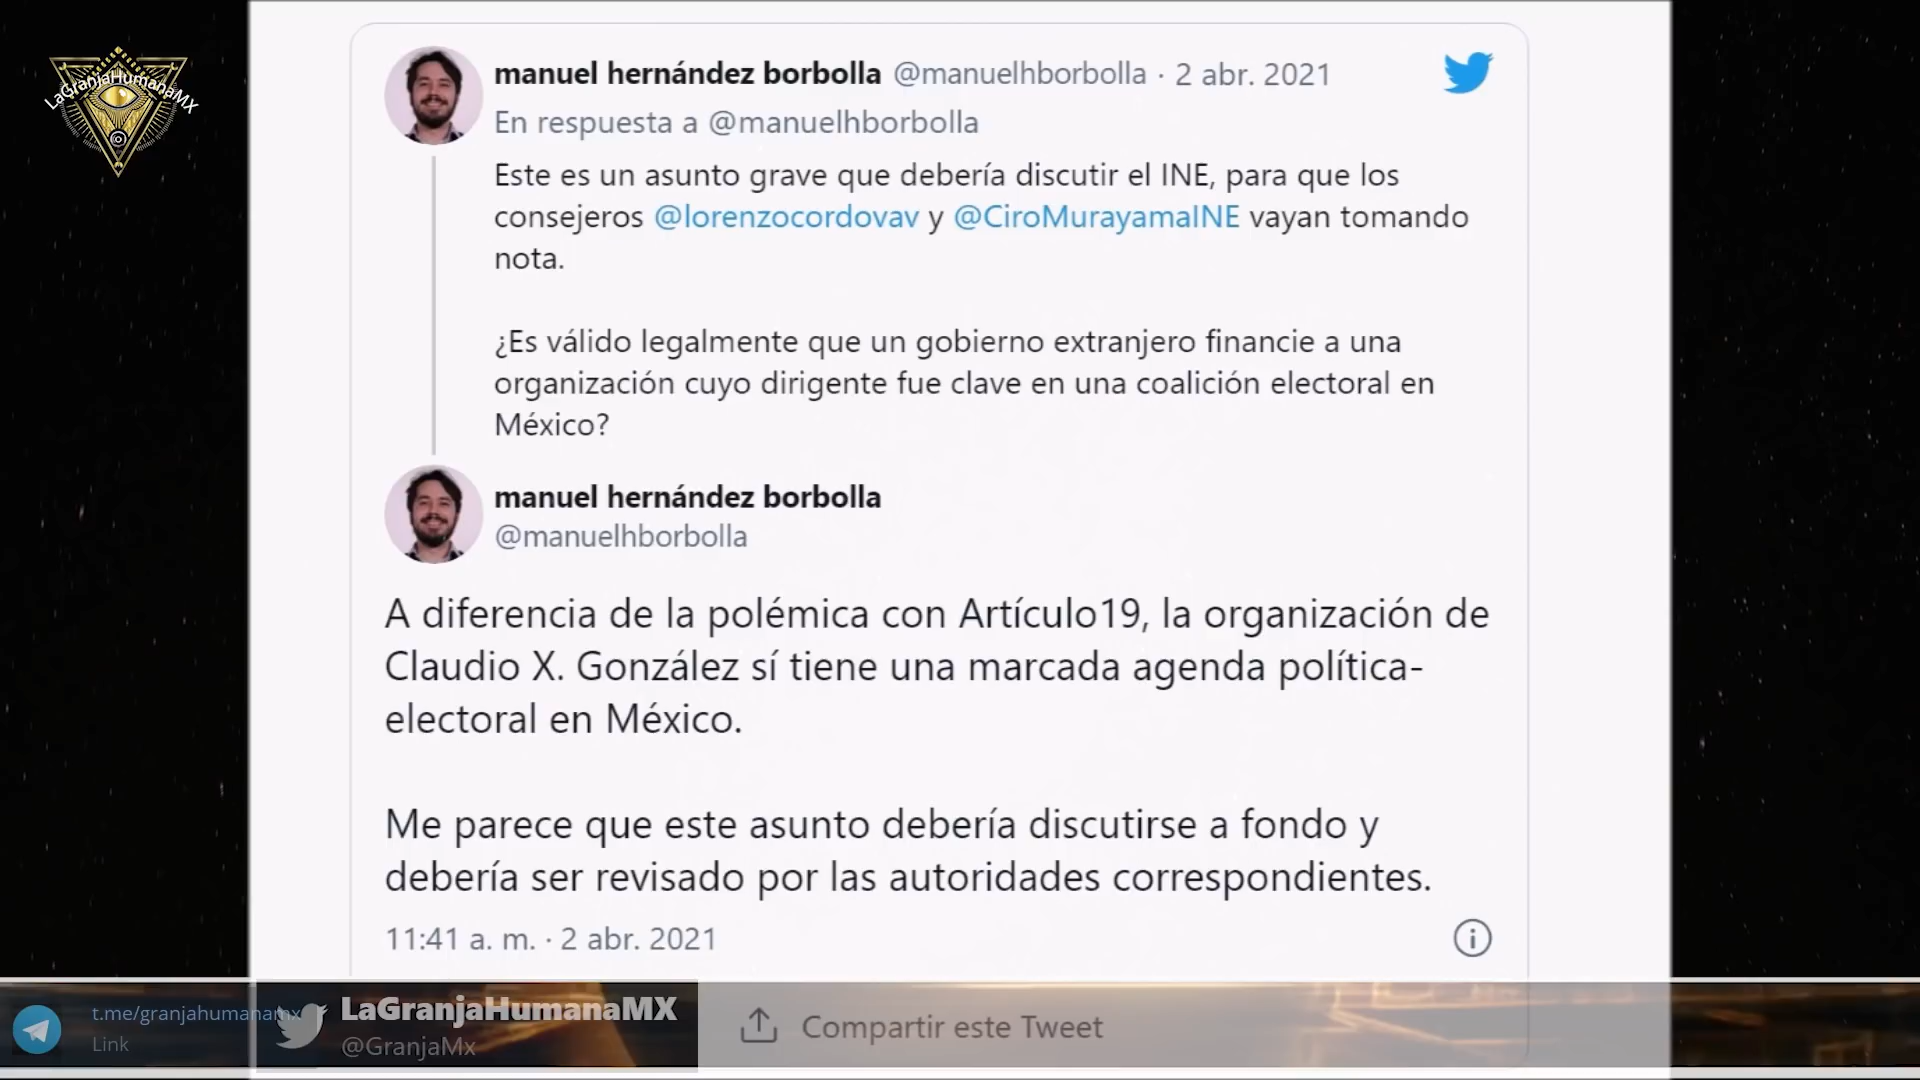 LaGranjaHumanaMX
manuel hernández borbolla @manuelhborbolla · 2 abr. 2021
En respuesta a @manuelhborbolla
Este es un asunto grave que debería discutir el INE, para que los
consejeros @lorenzocordovav y @CiroMurayamaINE vayan tomando
nota.
¿Es válido legalmente que un gobierno extranjero financie a una
organización cuyo dirigente fue clave en una coalición electoral en
México?
manuel hernández borbolla
@manuelhborbolla
A diferencia de la polémica con Artículo19, la organización de
Claudio X. González sí tiene una marcada agenda política-
electoral en México.
Me parece que este asunto debería discutirse a fondo y
debería ser revisado por las autoridades correspondientes.
11:41 a. m. · 2 abr. 2021
t.me/granjahumanamx
Link
LaGranjaHumanaMX
@GranjaMx
Compartir este Tweet